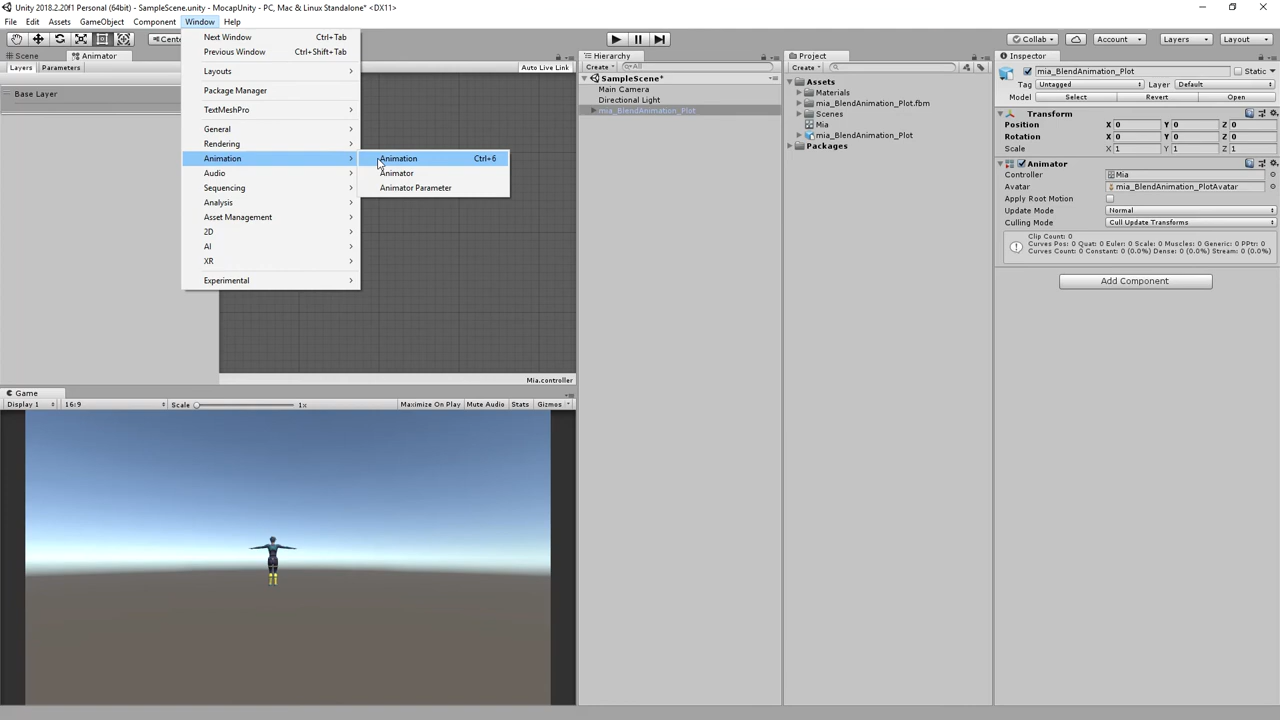 Unity 2018.2.20f1 Personal (64bit) - SampleScene.unity - MocapUnity - PC, Mac & Linux Standalone* <DX11>
File Edit Assets GameObject Component Window Help
Center
Collab Account Layers Layout
Scene Animator
Layers Parameters
Auto Live Link
Base Layer
Mia.controller
Next Window Ctrl+Tab
Previous Window Ctrl+Shift+Tab
Layouts
Package Manager
TextMeshPro
General
Rendering
Animation
Audio
Sequencing
Analysis
Asset Management
2D
AI
XR
Experimental
Animation Ctrl+6
Animator
Animator Parameter
Game
Display 1 16:9 Scale 1x Maximize On Play Mute Audio Stats Gizmos
Hierarchy
Create All
SampleScene*
Main Camera
Directional Light
mia_BlendAnimation_Plot
Project
Create
Assets
Materials
mia_BlendAnimation_Plot.fbm
Scenes
Mia
mia_BlendAnimation_Plot
Packages
Inspector
mia_BlendAnimation_Plot Static
Tag Untagged Layer Default
Model Select Revert Open
Transform
Position X 0 Y 0 Z 0
Rotation X 0 Y 0 Z 0
Scale X 1 Y 1 Z 1
Animator
Controller Mia
Avatar mia_BlendAnimation_PlotAvatar
Apply Root Motion
Update Mode Normal
Culling Mode Cull Update Transforms
Clip Count: 0
Curves Pos: 0 Quat: 0 Euler: 0 Scale: 0 Muscles: 0 Generic: 0 PPtr: 0
Curves Count: 0 Constant: 0 (0.0%) Dense: 0 (0.0%) Stream: 0 (0.0%)
Add Component